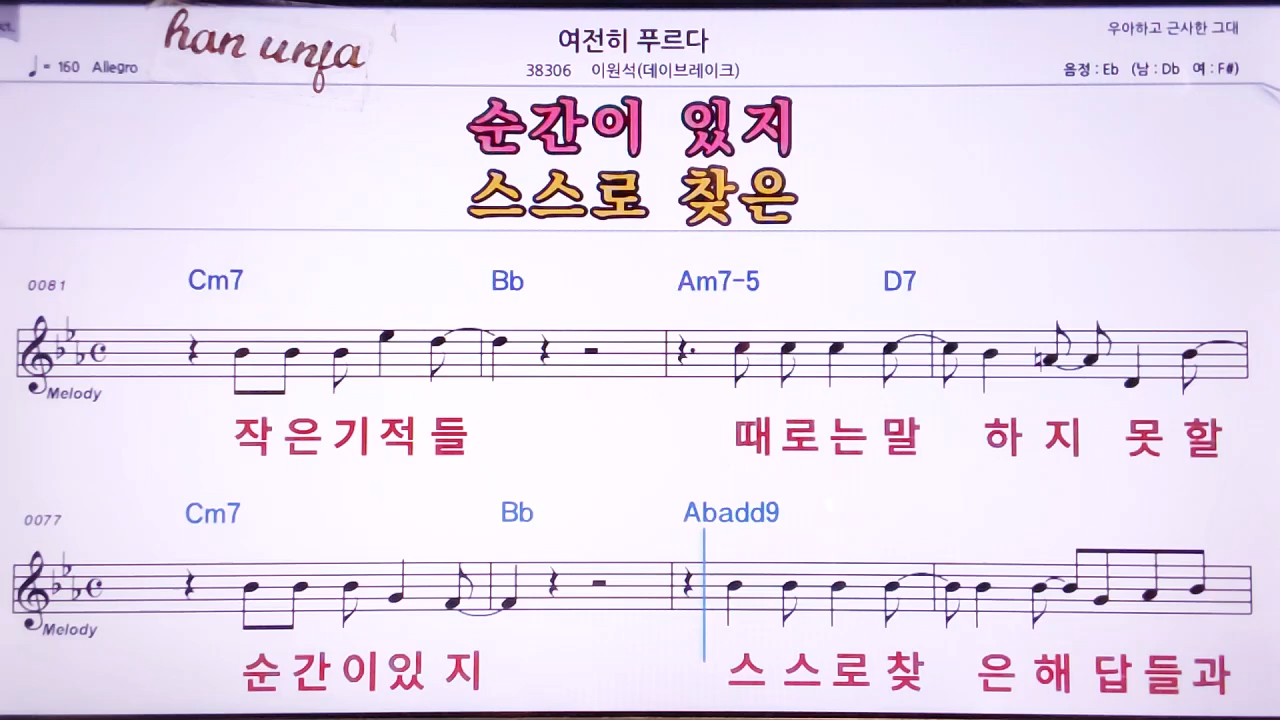 han unfa
여전히 푸르다
우아하고 근사한 그대
♩= 160 Allegro
38306 이원석(데이브레이크)
음정 : Eb (남 : Db 여 : F#)
순간이 있지
스스로 찾은
0081 Cm7 Bb Am7-5 D7
Melody
작은기적들 때로는말 하지 못할
0077 Cm7 Bb Abadd9
Melody
순간이있지 스스로찾 은해답들과